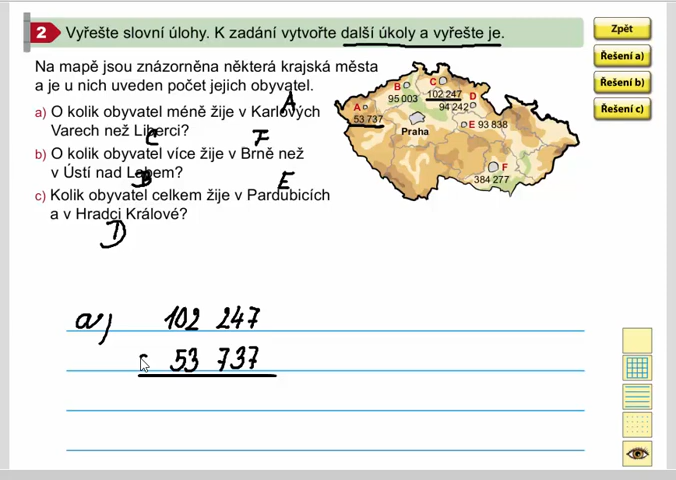 2 Vyřešte slovní úlohy. K zadání vytvořte další úkoly a vyřešte je.
Zpět
Řešení a)
Řešení b)
Řešení c)
Na mapě jsou znázorněna některá krajská města
a je u nich uveden počet jejich obyvatel.
A
a) O kolik obyvatel méně žije v Karlových
Varech než Liberci?
C F
b) O kolik obyvatel více žije v Brně než
v Ústí nad Labem?
B E
c) Kolik obyvatel celkem žije v Pardubicích
a v Hradci Králové?
D
C
102 247
B
95 003
D
94 242
A
53 737
Praha
E 93 838
F
384 277
a) 102 247
- 53 737